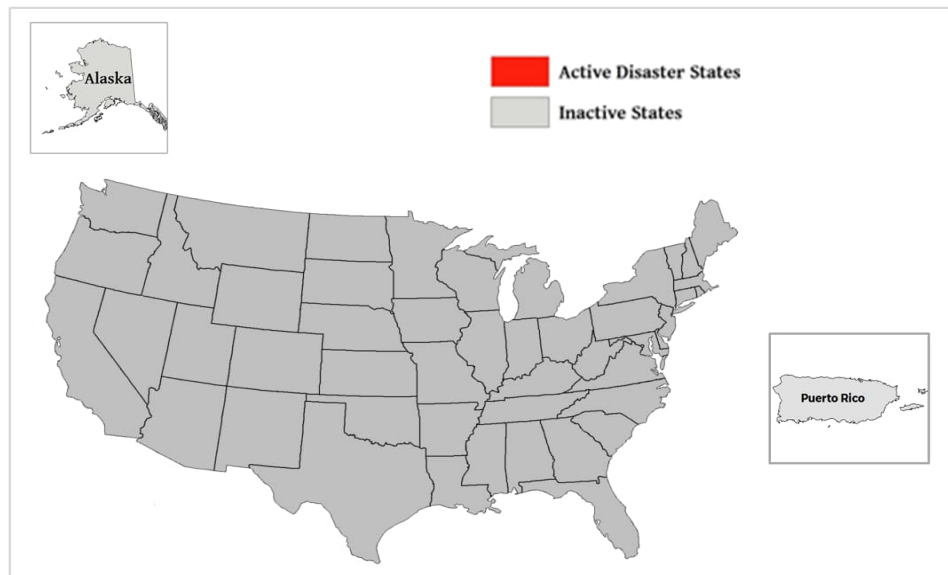 Alaska
Active Disaster States
Inactive States
Puerto Rico